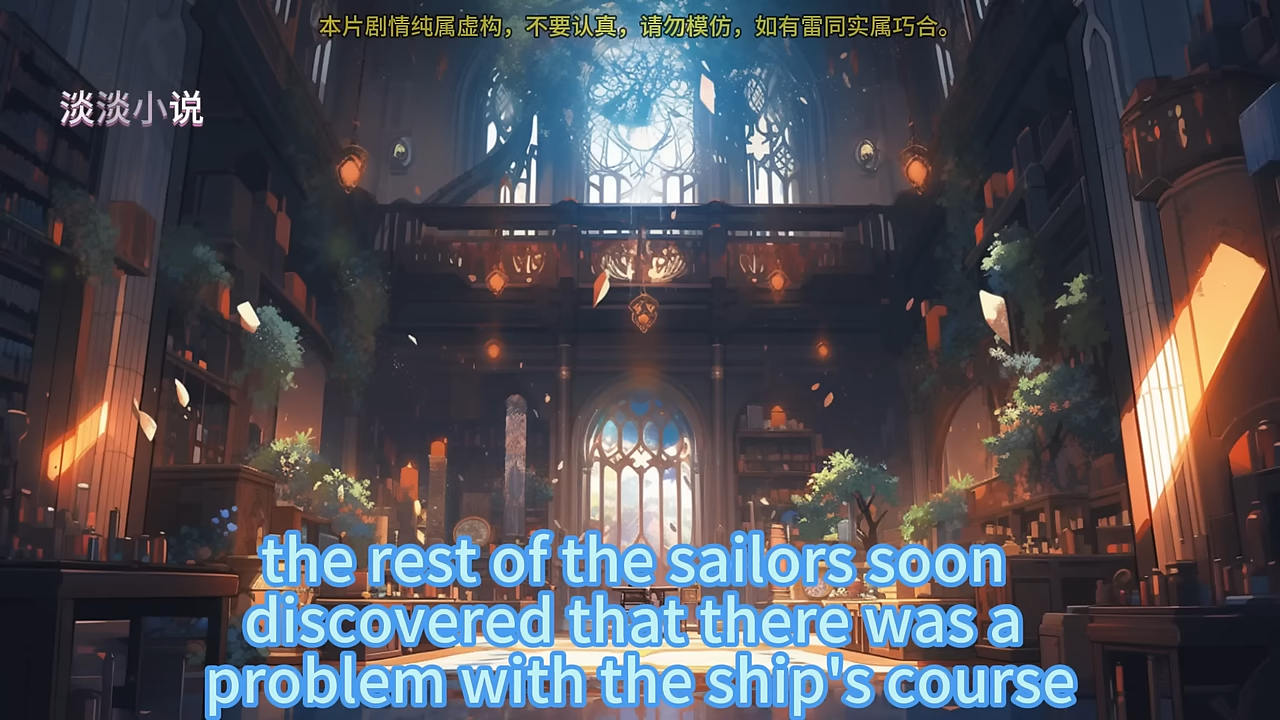 本片剧情纯属虚构，不要认真，请勿模仿，如有雷同实属巧合。
淡淡小说
the rest of the sailors soon
discovered that there was a
problem with the ship's course